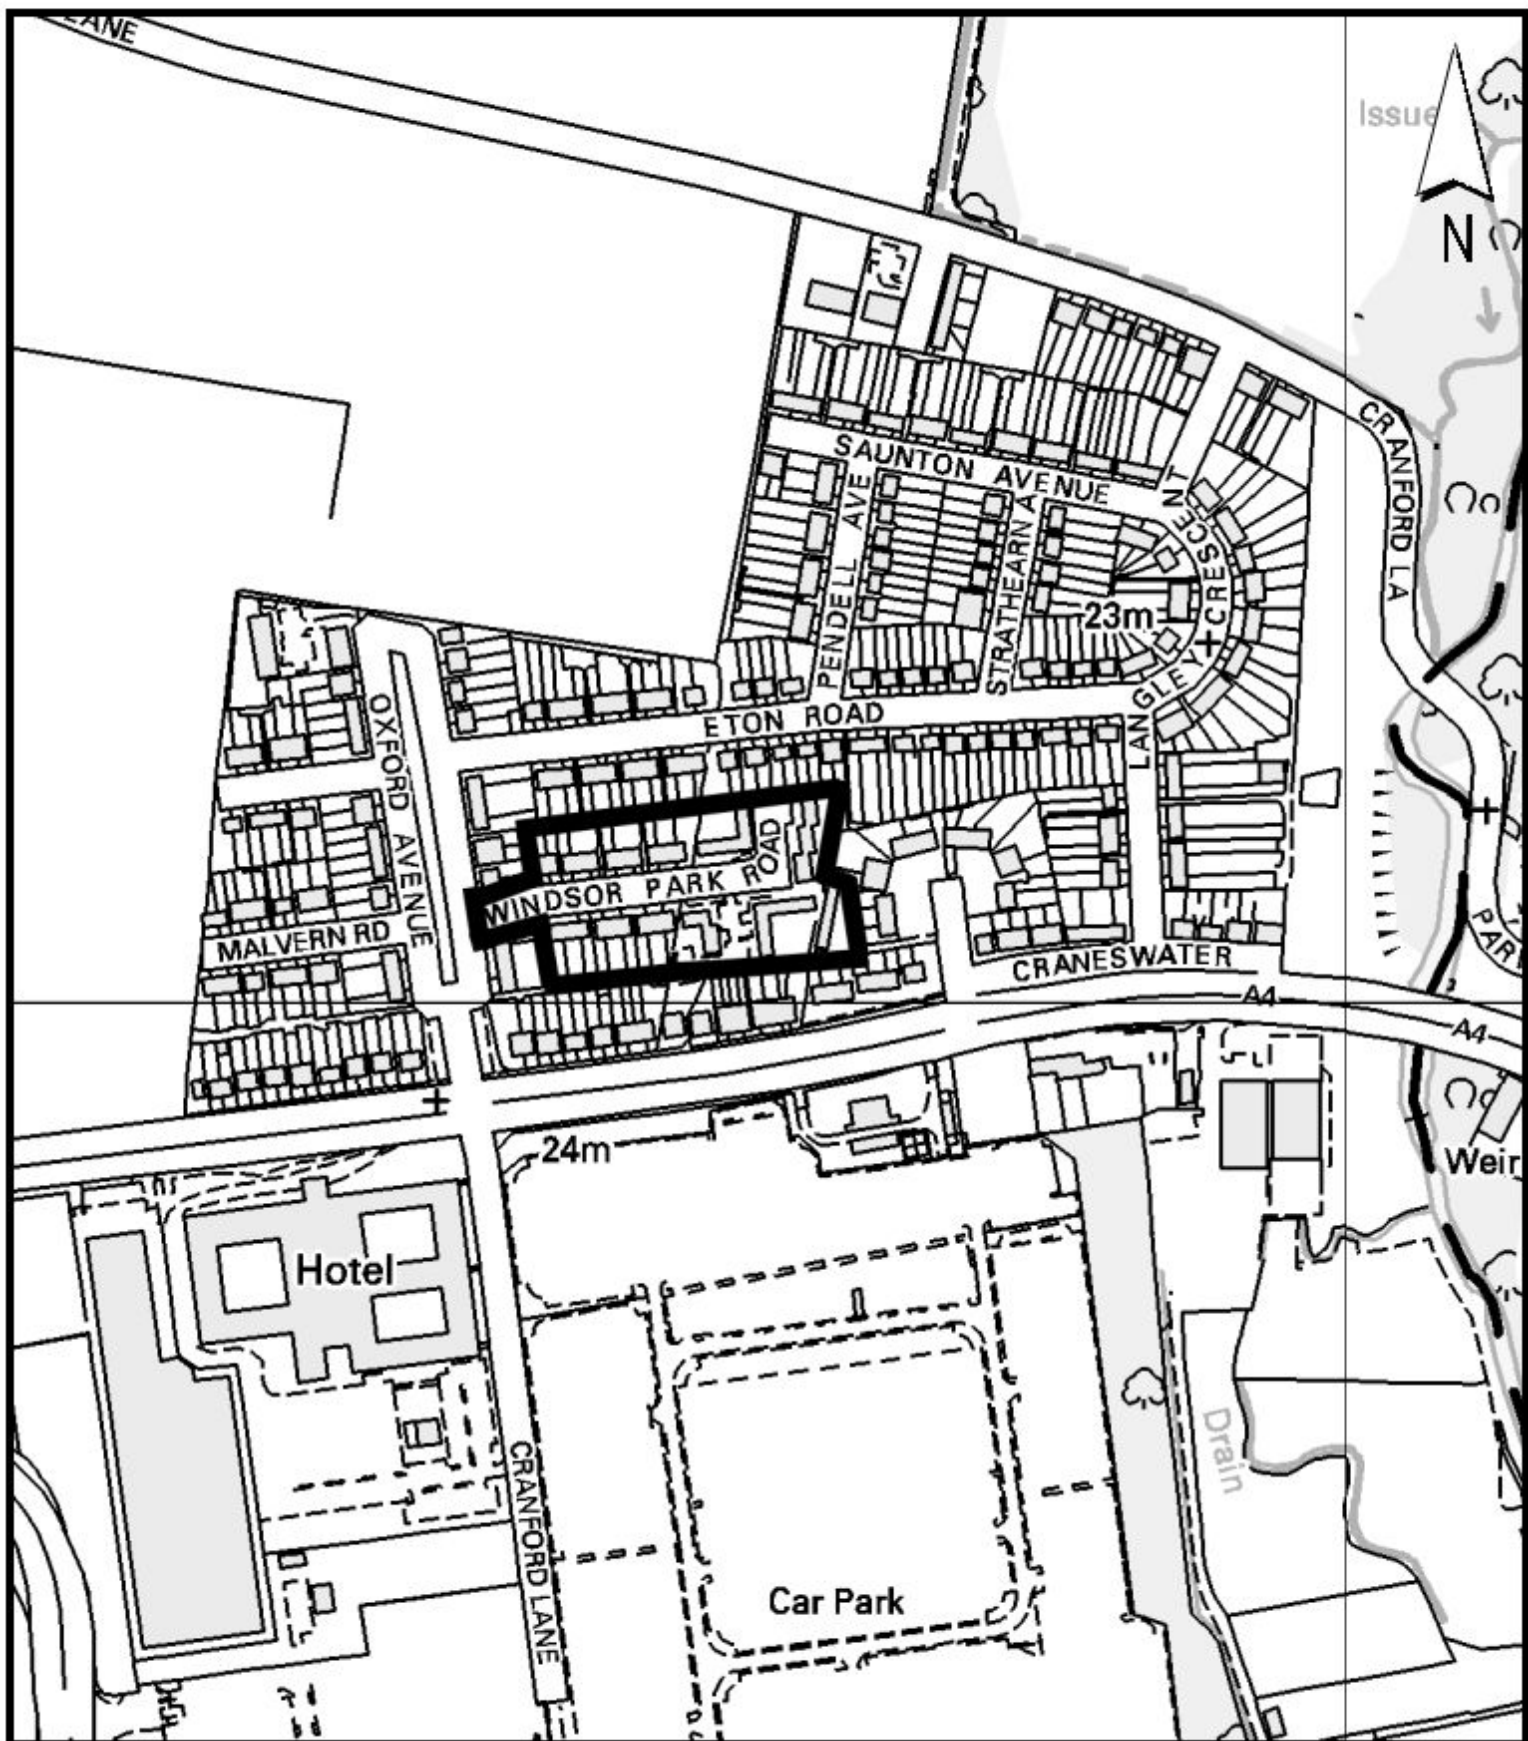 LANE
Issue
N
CRANFORD LA
SAUNTON AVENUE
PENDELL AVE
STRATHEARN A
LANGLEY CRESCENT
23m
OXFORD AVENUE
ETON ROAD
WINDSOR PARK ROAD
MALVERN RD
CRANESWATER
PARK
A4
A4
24m
Weir
Hotel
Drain
CRANFORD LANE
Car Park